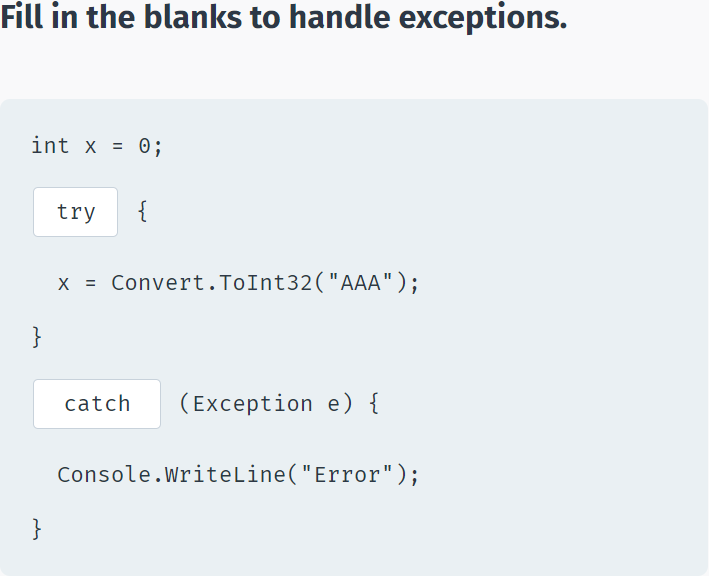 Fill in the blanks to handle exceptions.
int x = 0;
try {
x = Convert.ToInt32("AAA");
}
catch (Exception e) {
Console.WriteLine("Error");
}